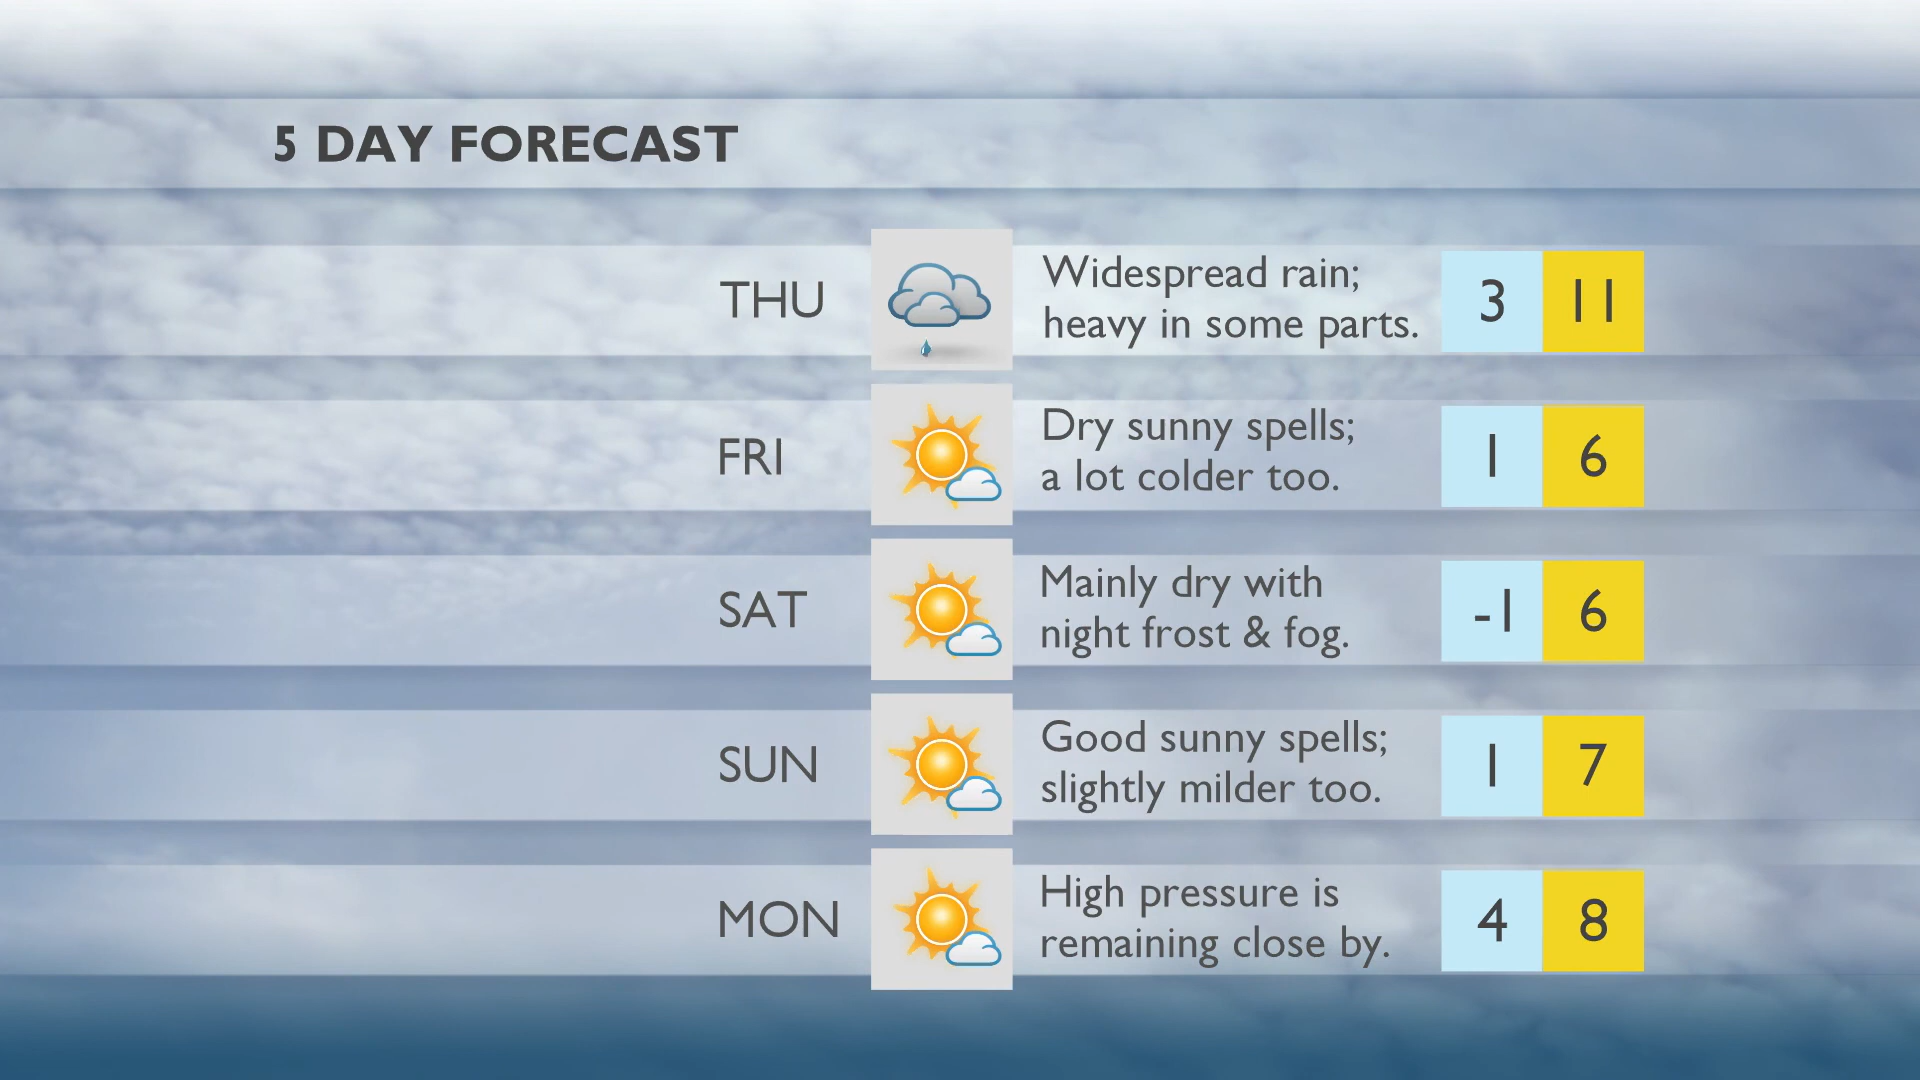 5 DAY FORECAST
THU
Widespread rain;
heavy in some parts.
3 11
FRI
Dry sunny spells;
a lot colder too.
1 6
SAT
Mainly dry with
night frost & fog.
-1 6
SUN
Good sunny spells;
slightly milder too.
1 7
MON
High pressure is
remaining close by.
4 8